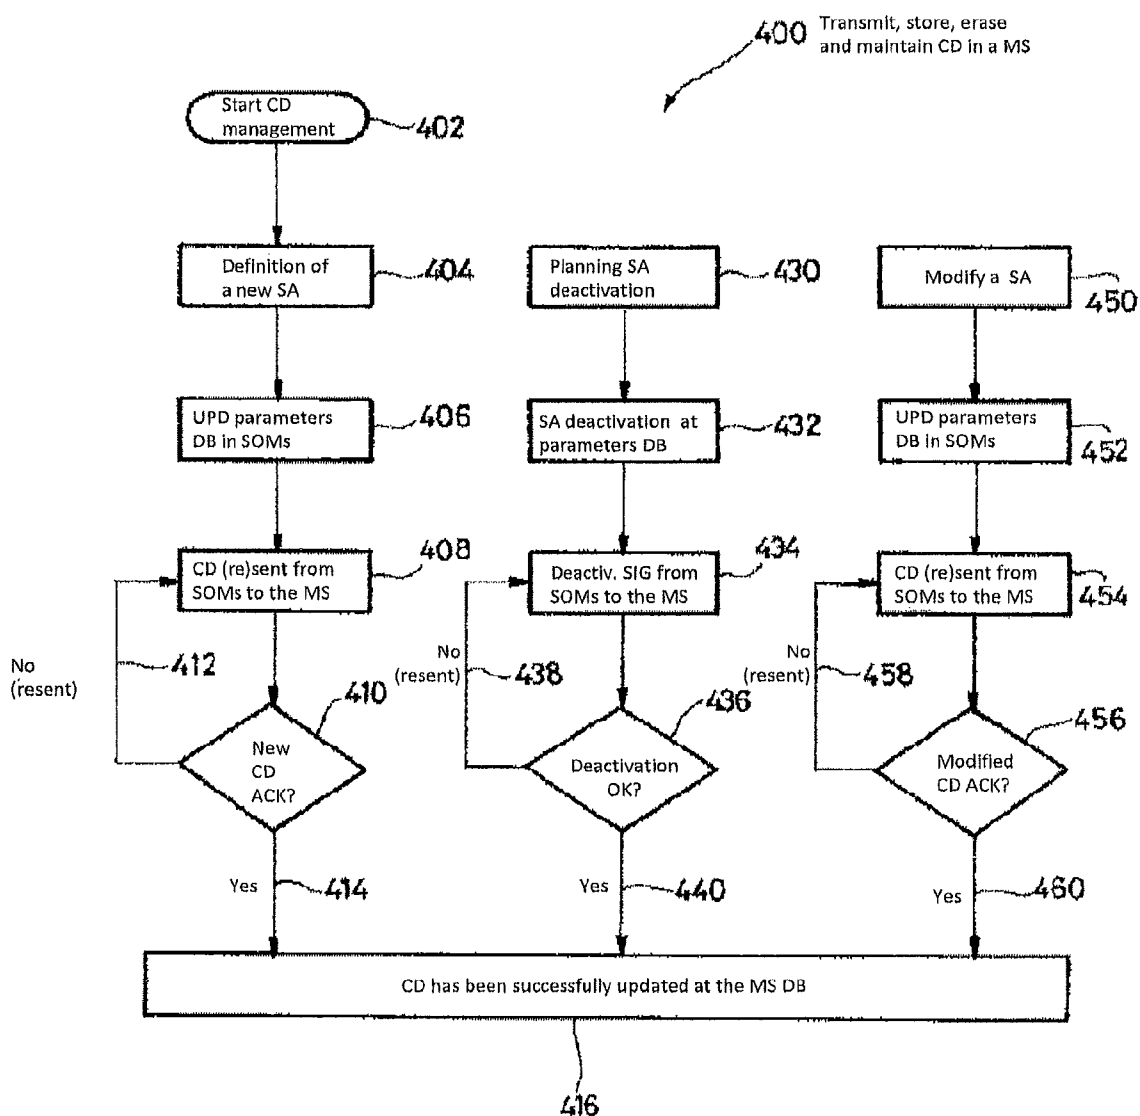 400 Transmit, store, erase
and maintain CD in a MS
Start CD
management
402
Definition of
a new SA
404
Planning SA
deactivation
430
Modify a SA
450
UPD parameters
DB in SOMs
406
SA deactivation at
parameters DB
432
UPD parameters
DB in SOMs
452
CD (re)sent from
SOMs to the MS
408
Deactiv. SIG from
SOMs to the MS
434
CD (re)sent from
SOMs to the MS
454
No
(resent)
412
No
(resent)
438
No
(resent)
458
New
CD
ACK?
410
Deactivation
OK?
436
Modified
CD ACK?
456
Yes
414
Yes
440
Yes
460
CD has been successfully updated at the MS DB
416